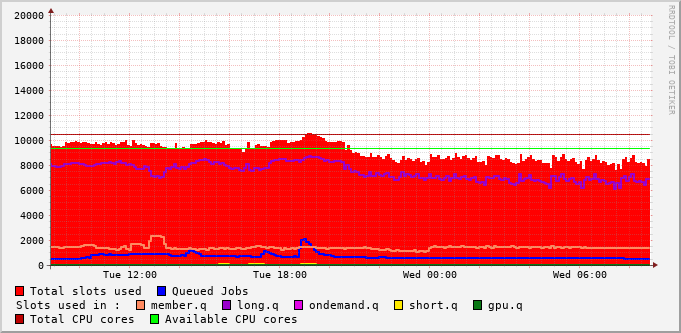 20000
18000
16000
14000
12000
10000
8000
6000
4000
2000
0
Tue 12:00 Tue 18:00 Wed 00:00 Wed 06:00
RRDTOOL / TOBI OETIKER
Total slots used Queued Jobs
Slots used in : member.q long.q ondemand.q short.q gpu.q
Total CPU cores Available CPU cores